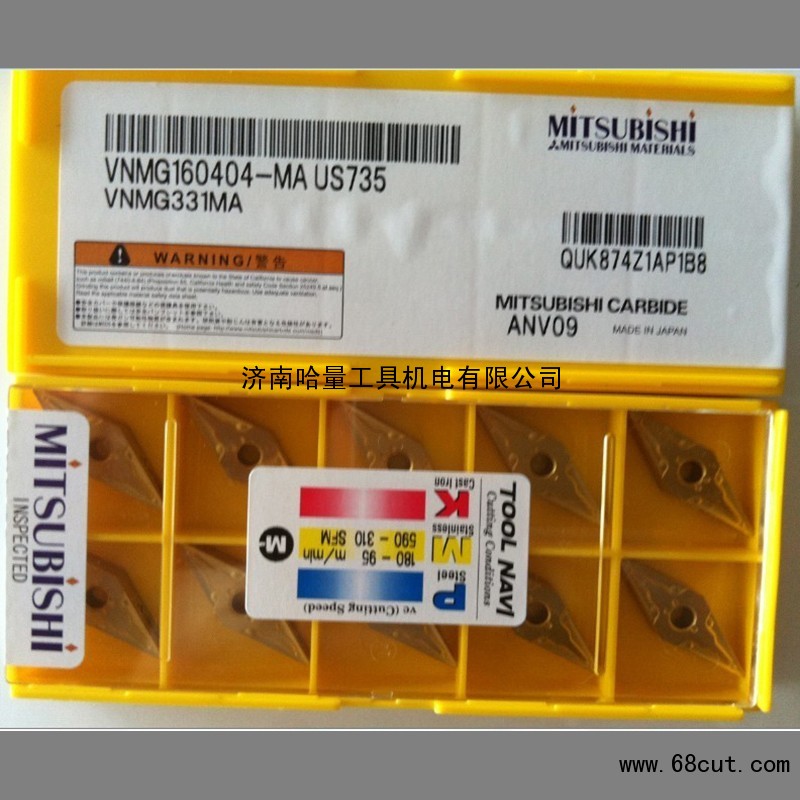 MITSUBISHI
MITSUBISHI MATERIALS
VNMG160404-MA US735
VNMG331MA
WARNING/警告
QUK874Z1AP1B8
MITSUBISHI CARBIDE
ANV09
MADE IN JAPAN
济南哈量工具机电有限公司
MITSUBISHI
INSPECTED
TOOL NAVI
Cutting Conditions
P Steel
M Stainless
K Cast Iron
180 - 95 m/min
590 - 310 SFM
vc (Cutting Speed)
M
www.68cut.com